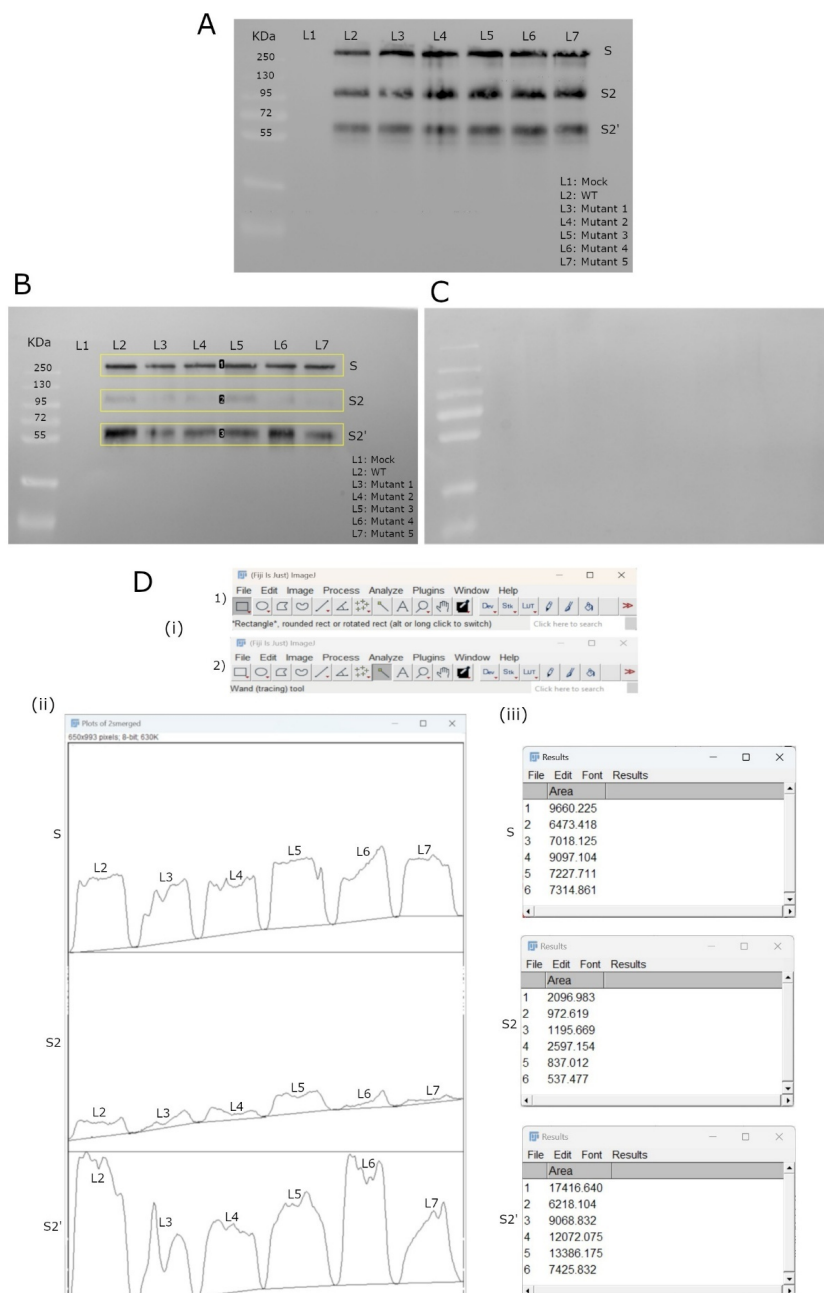 A
L1 L2 L3 L4 L5 L6 L7
250
130
95
72
55
KDa
S
S2
S2'
L1: Mock
L2: WT
L3: Mutant 1
L4: Mutant 2
L5: Mutant 3
L6: Mutant 4
L7: Mutant 5
B
KDa
L1 L2 L3 L4 L5 L6 L7
250
130
95
72
55
1
2
3
S
S2
S2'
L1: Mock
L2: WT
L3: Mutant 1
L4: Mutant 2
L5: Mutant 3
L6: Mutant 4
L7: Mutant 5
C
D
(i)
1)
(Fiji Is Just) ImageJ
File Edit Image Process Analyze Plugins Window Help
Dev Stk LUT
*Rectangle*, rounded rect or rotated rect (alt or long click to switch)
Click here to search
2)
(Fiji Is Just) ImageJ
File Edit Image Process Analyze Plugins Window Help
Dev Stk LUT
Wand (tracing) tool
Click here to search
(ii)
Plots of 2smerged
650x993 pixels; 8-bit; 630K
S
L2 L3 L4 L5 L6 L7
S2
L2 L3 L4 L5 L6 L7
S2'
L2 L3 L4 L5 L6 L7
(iii)
S
Results
File Edit Font Results
Area
1 9660.225
2 6473.418
3 7018.125
4 9097.104
5 7227.711
6 7314.861
S2
Results
File Edit Font Results
Area
1 2096.983
2 972.619
3 1195.669
4 2597.154
5 837.012
6 537.477
S2'
Results
File Edit Font Results
Area
1 17416.640
2 6218.104
3 9068.832
4 12072.075
5 13386.175
6 7425.832